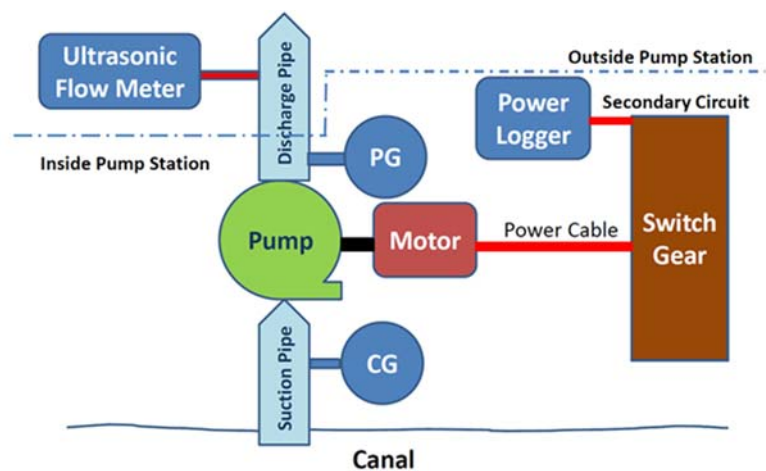 Ultrasonic
Flow Meter
Discharge Pipe
Outside Pump Station
Power
Logger
Secondary Circuit
Inside Pump Station
PG
Pump
Motor
Power Cable
Switch
Gear
Suction Pipe
CG
Canal